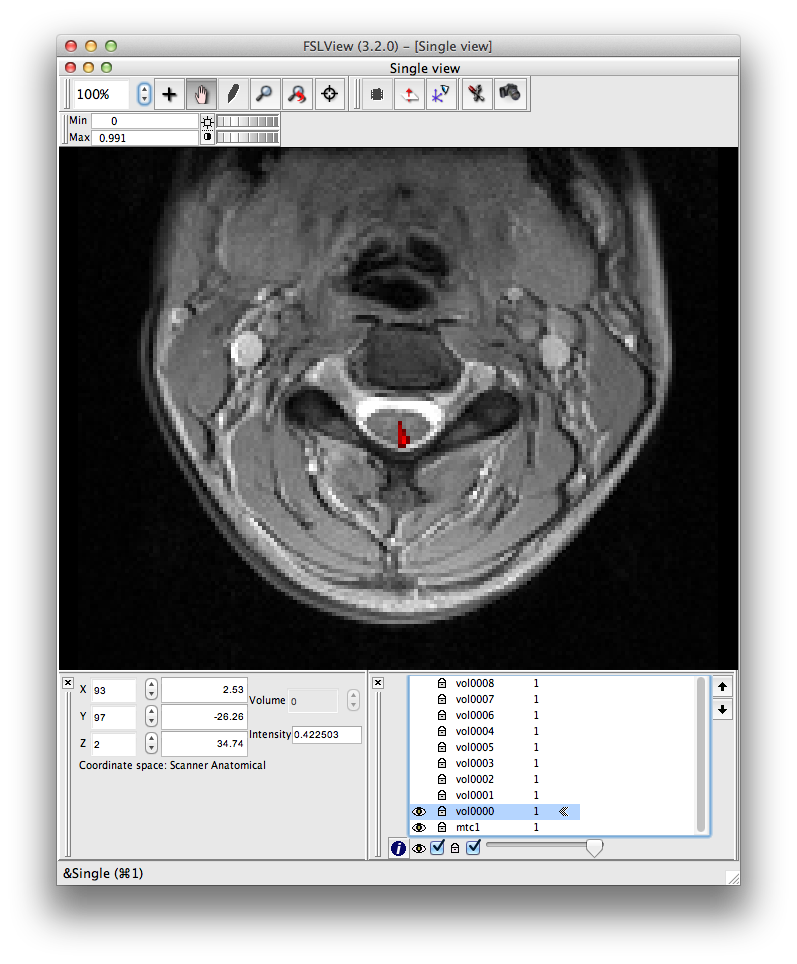 FSLView (3.2.0) – [Single view]
Single view
100%
Min 0
Max 0.991
X 93 2.53
Y 97 -26.26
Z 2 34.74
Volume 0
Intensity 0.422503
Coordinate space: Scanner Anatomical
vol0008 1
vol0007 1
vol0006 1
vol0004 1
vol0005 1
vol0003 1
vol0002 1
vol0001 1
vol0000 1
mtc1 1
&Single (⌘1)